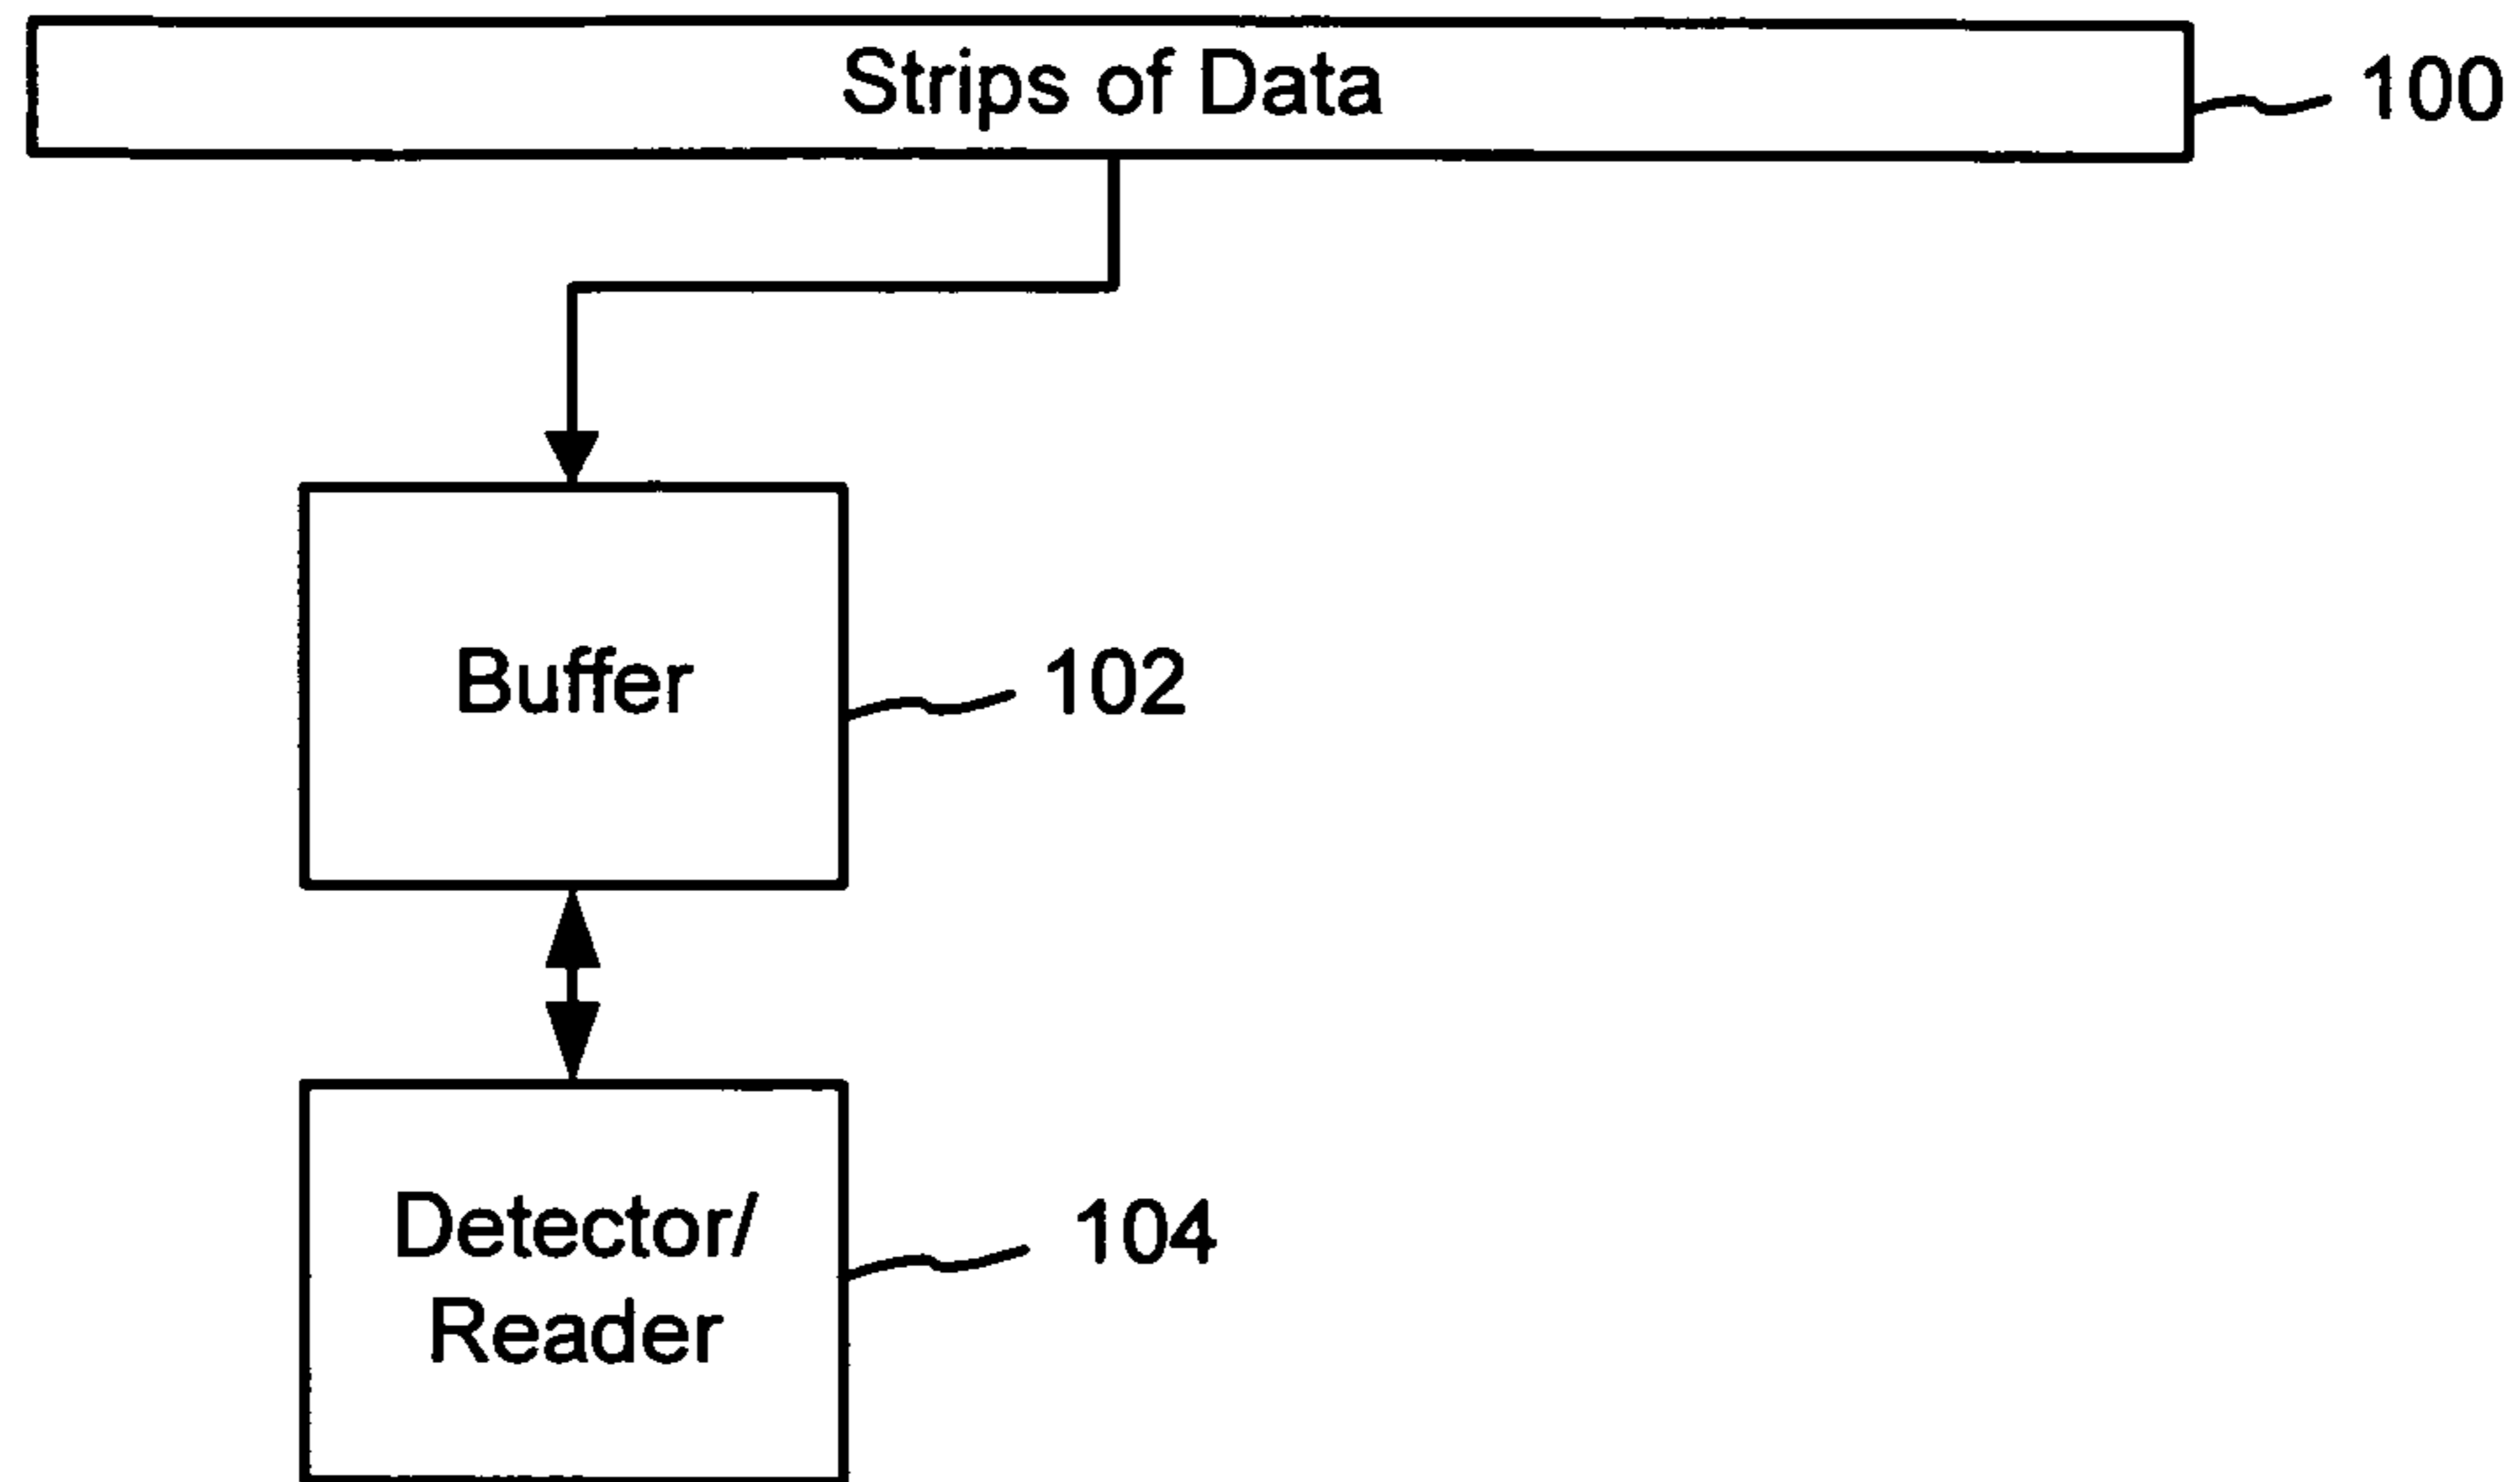 Strips of Data
100
Buffer
102
Detector/
Reader
104